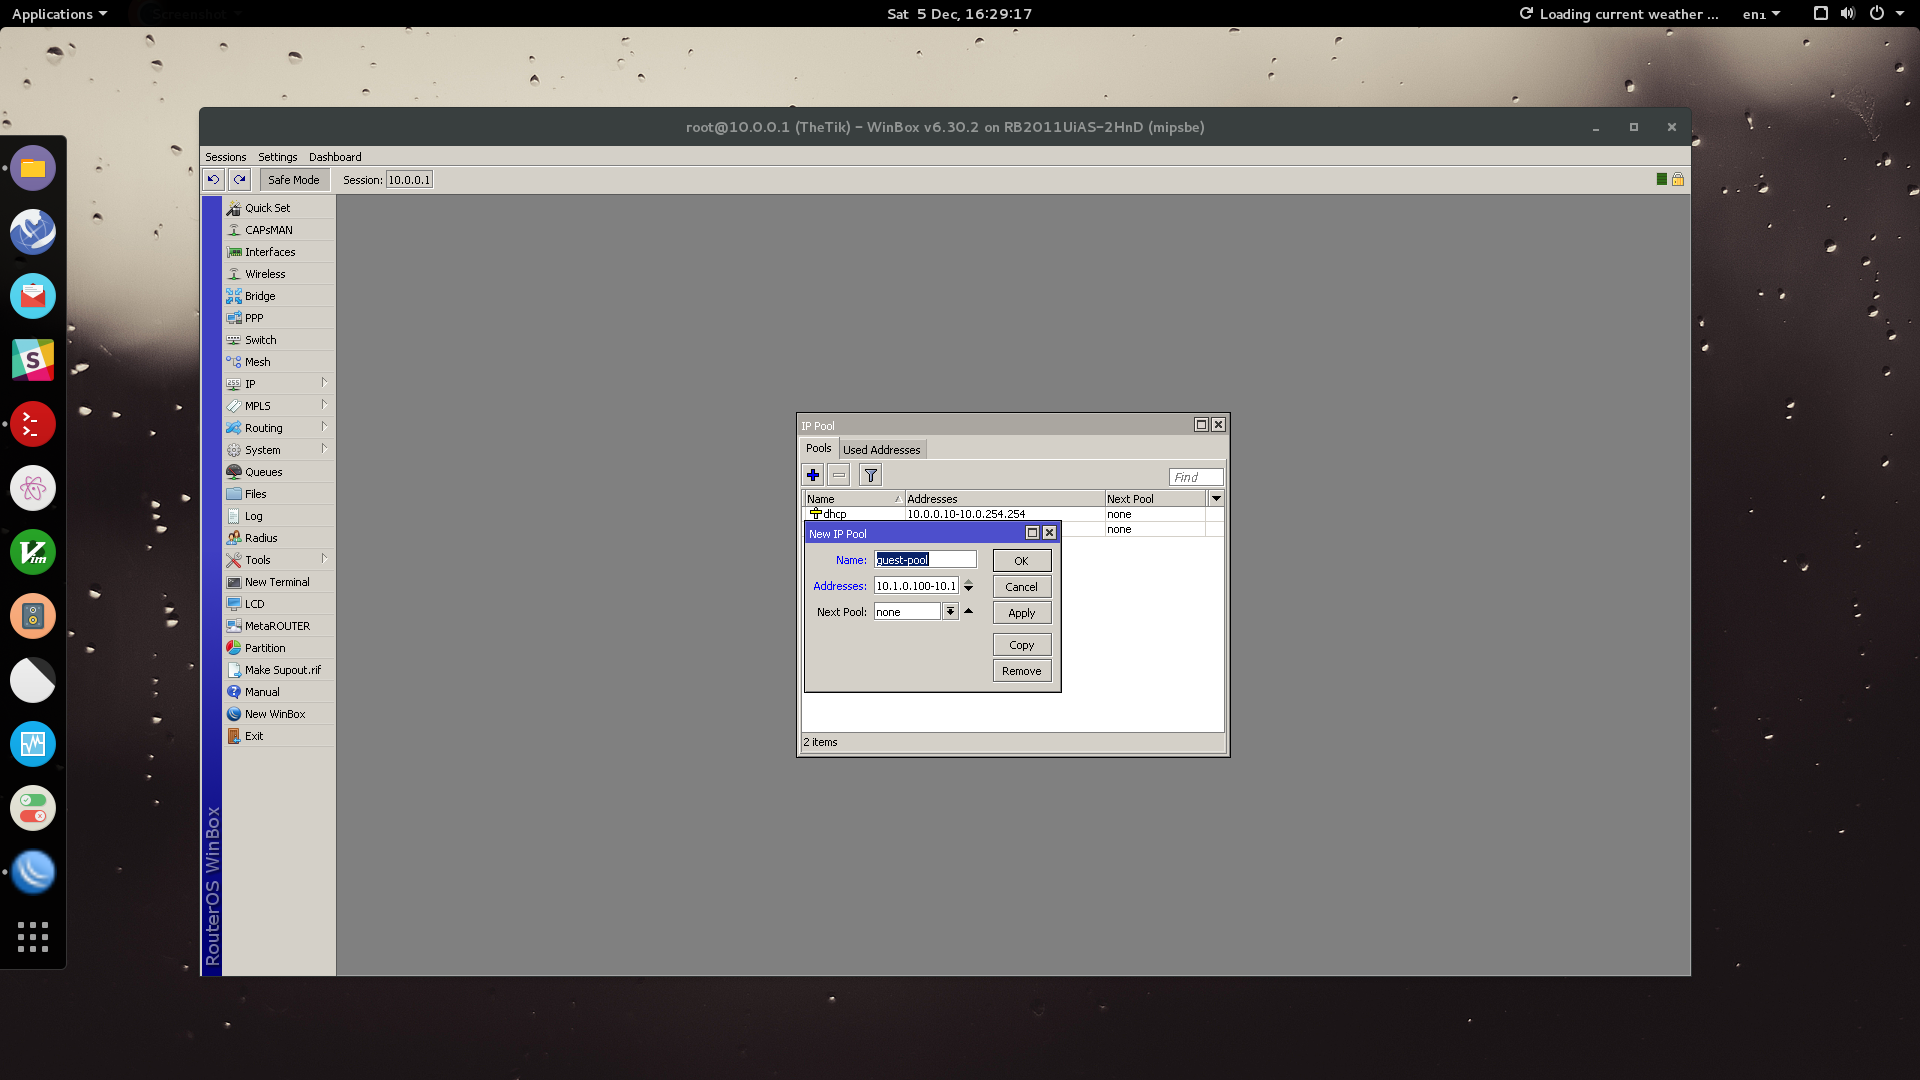 Applications
Screenshot
Sat 5 Dec, 16:29:17
Loading current weather ...
en₁
root@10.0.0.1 (TheTik) – WinBox v6.30.2 on RB2011UiAS-2HnD (mipsbe)
Sessions Settings Dashboard
Safe Mode Session: 10.0.0.1
Quick Set
CAPsMAN
Interfaces
Wireless
Bridge
PPP
Switch
Mesh
IP
MPLS
Routing
System
Queues
Files
Log
Radius
Tools
New Terminal
LCD
MetaROUTER
Partition
Make Supout.rif
Manual
New WinBox
Exit
RouterOS WinBox
IP Pool
Pools Used Addresses
Find
Name Addresses Next Pool
dhcp 10.0.0.10-10.0.254.254 none
none
New IP Pool
Name: guest-pool OK
Addresses: 10.1.0.100-10.1 Cancel
Next Pool: none Apply
Copy
Remove
2 items
S
Vim